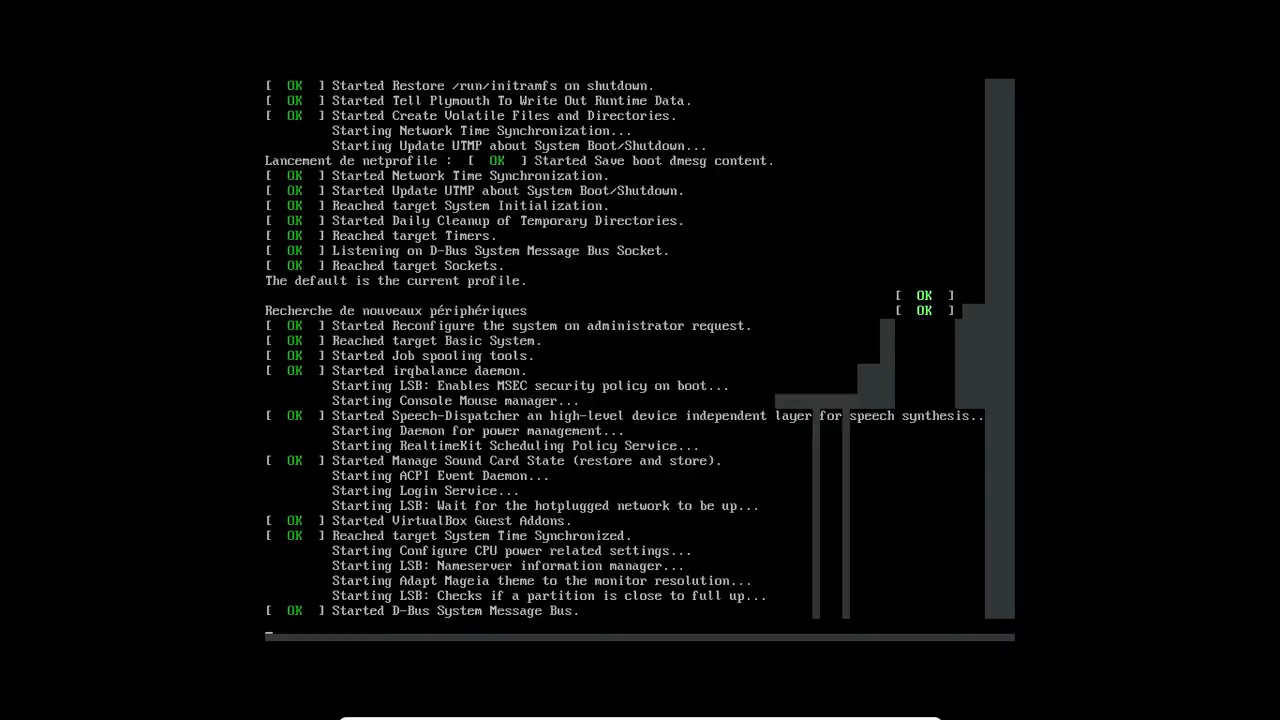 [  OK  ] Started Restore /run/initramfs on shutdown.
[  OK  ] Started Tell Plymouth To Write Out Runtime Data.
[  OK  ] Started Create Volatile Files and Directories.
Starting Network Time Synchronization...
Starting Update UTMP about System Boot/Shutdown...
Lancement de netprofile :  [  OK  ] Started Save boot dmesg content.
[  OK  ] Started Network Time Synchronization.
[  OK  ] Started Update UTMP about System Boot/Shutdown.
[  OK  ] Reached target System Initialization.
[  OK  ] Started Daily Cleanup of Temporary Directories.
[  OK  ] Reached target Timers.
[  OK  ] Listening on D-Bus System Message Bus Socket.
[  OK  ] Reached target Sockets.
The default is the current profile.
[  OK  ]
Recherche de nouveaux périphériques [  OK  ]
[  OK  ] Started Reconfigure the system on administrator request.
[  OK  ] Reached target Basic System.
[  OK  ] Started Job spooling tools.
[  OK  ] Started irqbalance daemon.
Starting LSB: Enables MSEC security policy on boot...
Starting Console Mouse manager...
[  OK  ] Started Speech-Dispatcher an high-level device independent layer for speech synthesis..
Starting Daemon for power management...
Starting RealtimeKit Scheduling Policy Service...
[  OK  ] Started Manage Sound Card State (restore and store).
Starting ACPI Event Daemon...
Starting Login Service...
Starting LSB: Wait for the hotplugged network to be up...
[  OK  ] Started VirtualBox Guest Addons.
[  OK  ] Reached target System Time Synchronized.
Starting Configure CPU power related settings...
Starting LSB: Nameserver information manager...
Starting Adapt Mageia theme to the monitor resolution...
Starting LSB: Checks if a partition is close to full up...
[  OK  ] Started D-Bus System Message Bus.